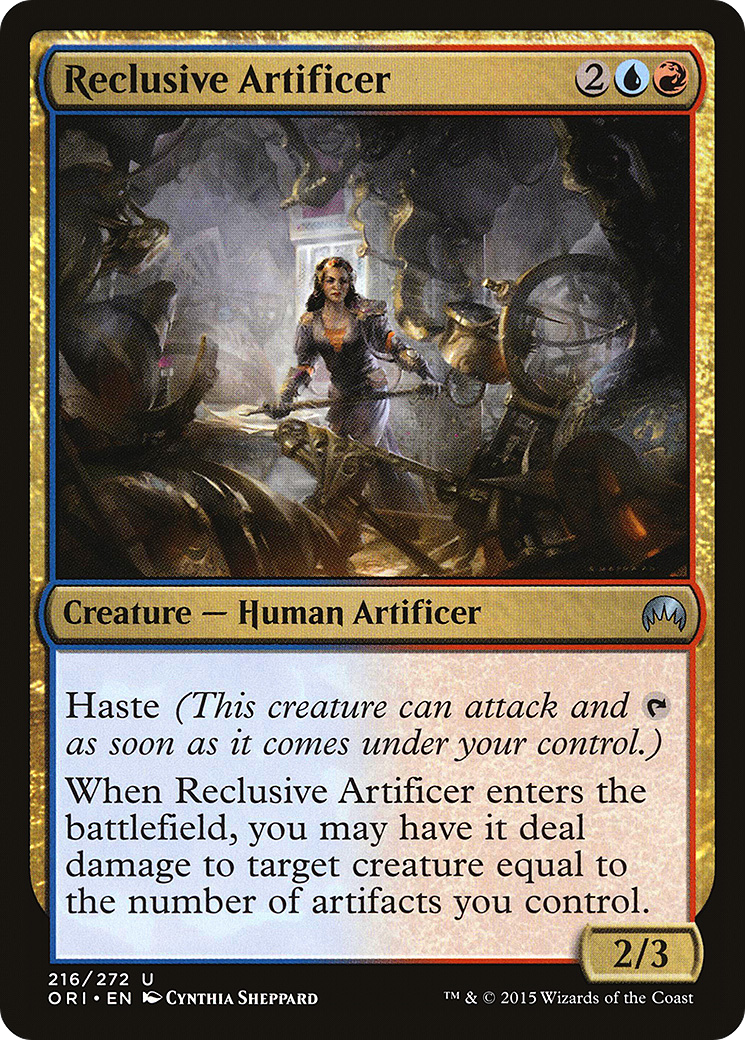 Reclusive Artificer 2
Creature — Human Artificer
Haste (This creature can attack and
as soon as it comes under your control.)
When Reclusive Artificer enters the
battlefield, you may have it deal
damage to target creature equal to
the number of artifacts you control.
2/3
216/272 U
ORI • EN Cynthia Sheppard
™ & © 2015 Wizards of the Coast